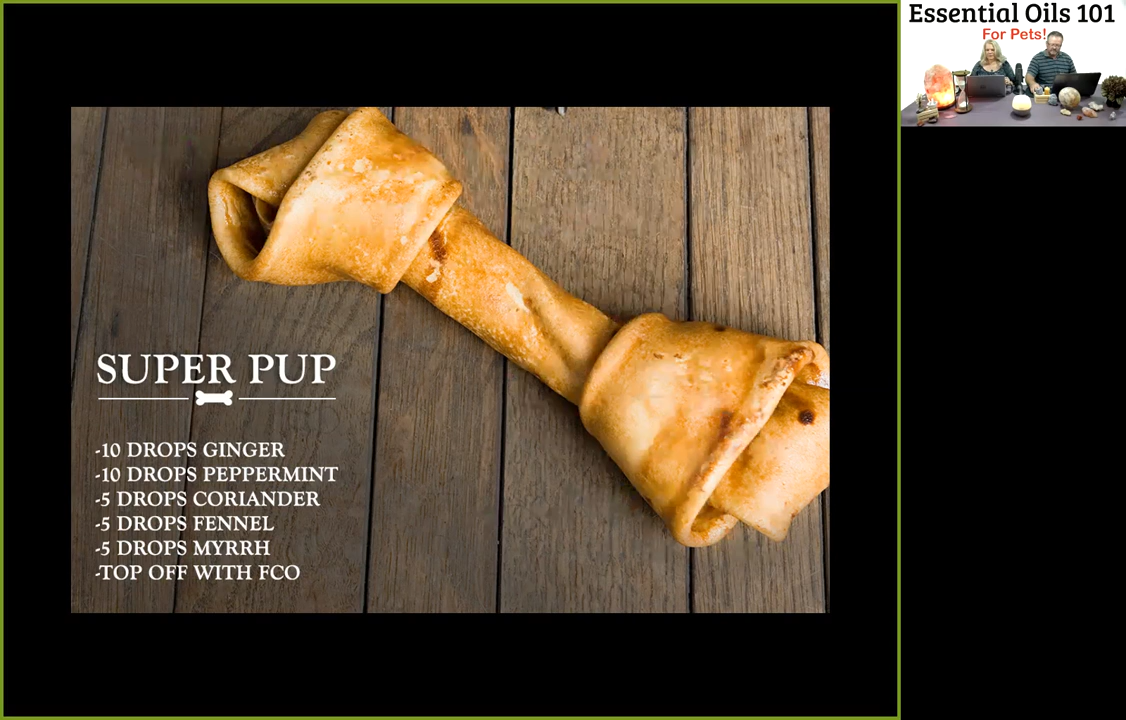 SUPER PUP
-10 DROPS GINGER
-10 DROPS PEPPERMINT
-5 DROPS CORIANDER
-5 DROPS FENNEL
-5 DROPS MYRRH
-TOP OFF WITH FCO
Essential Oils 101
For Pets!